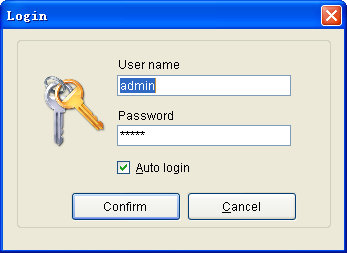 Login
User name
admin
Password
*****
Auto login
Confirm
Cancel